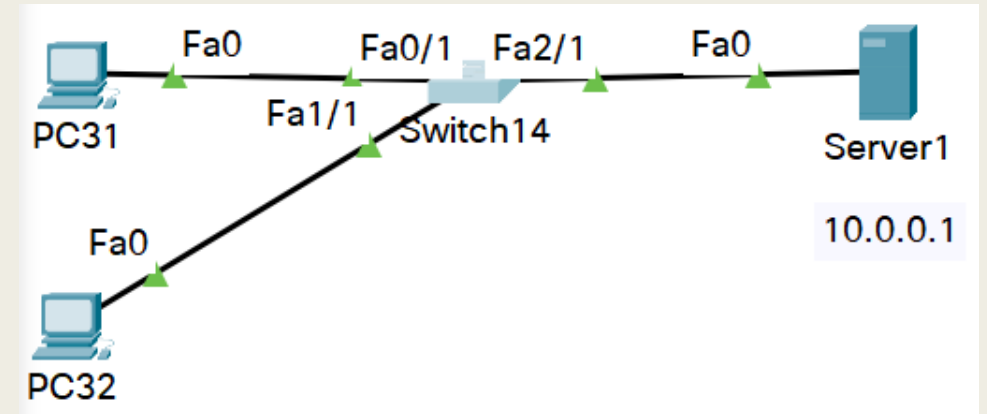 Fa0 Fa0/1 Fa2/1 Fa0
PC31 Fa1/1 Switch14 Server1
10.0.0.1
Fa0
PC32